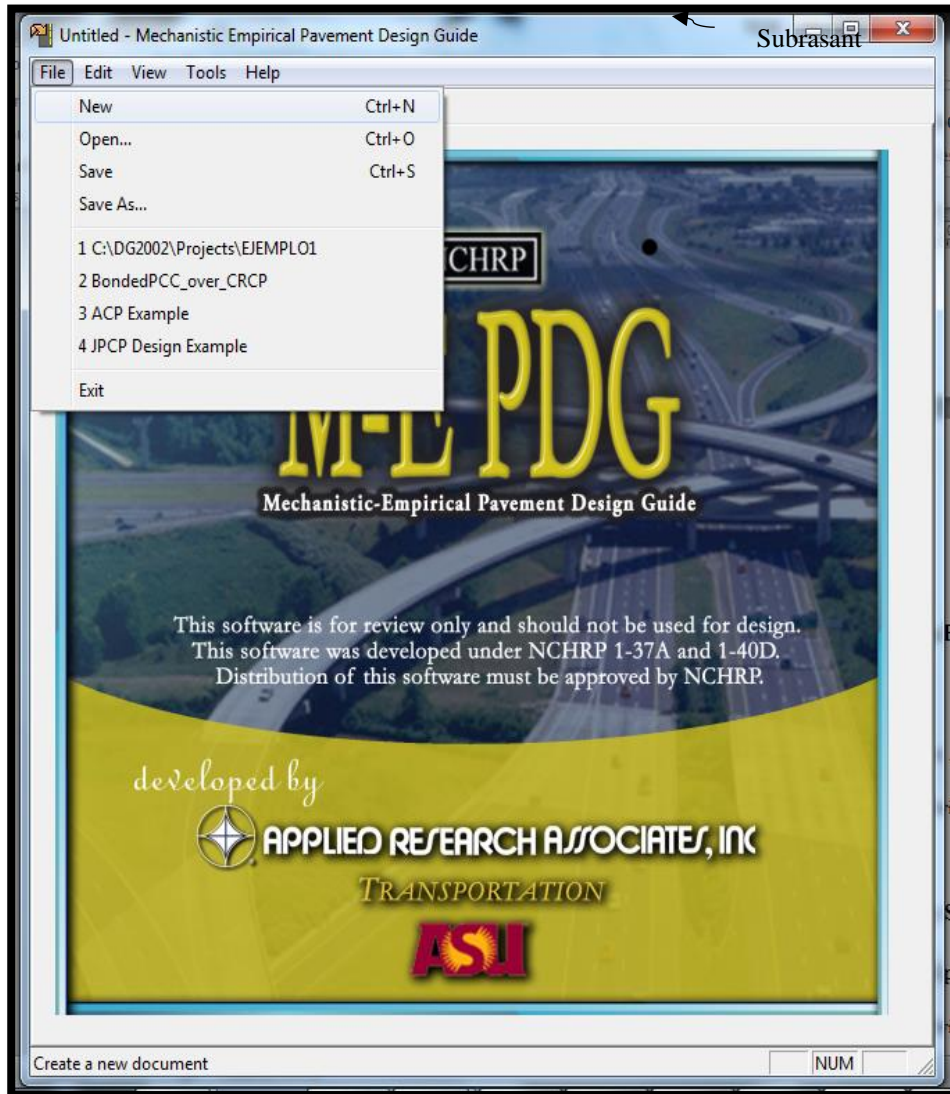 Untitled - Mechanistic Empirical Pavement Design Guide
Subrasant
File Edit View Tools Help
New Ctrl+N
Open... Ctrl+O
Save Ctrl+S
Save As...
1 C:\DG2002\Projects\EJEMPLO1
2 BondedPCC_over_CRCP
3 ACP Example
4 JPCP Design Example
Exit
CHRP
M-E PDG
Mechanistic-Empirical Pavement Design Guide
This software is for review only and should not be used for design.
This software was developed under NCHRP 1-37A and 1-40D.
Distribution of this software must be approved by NCHRP.
developed by
APPLIED RESEARCH ASSOCIATES, INC
TRANSPORTATION
ASU
Create a new document NUM